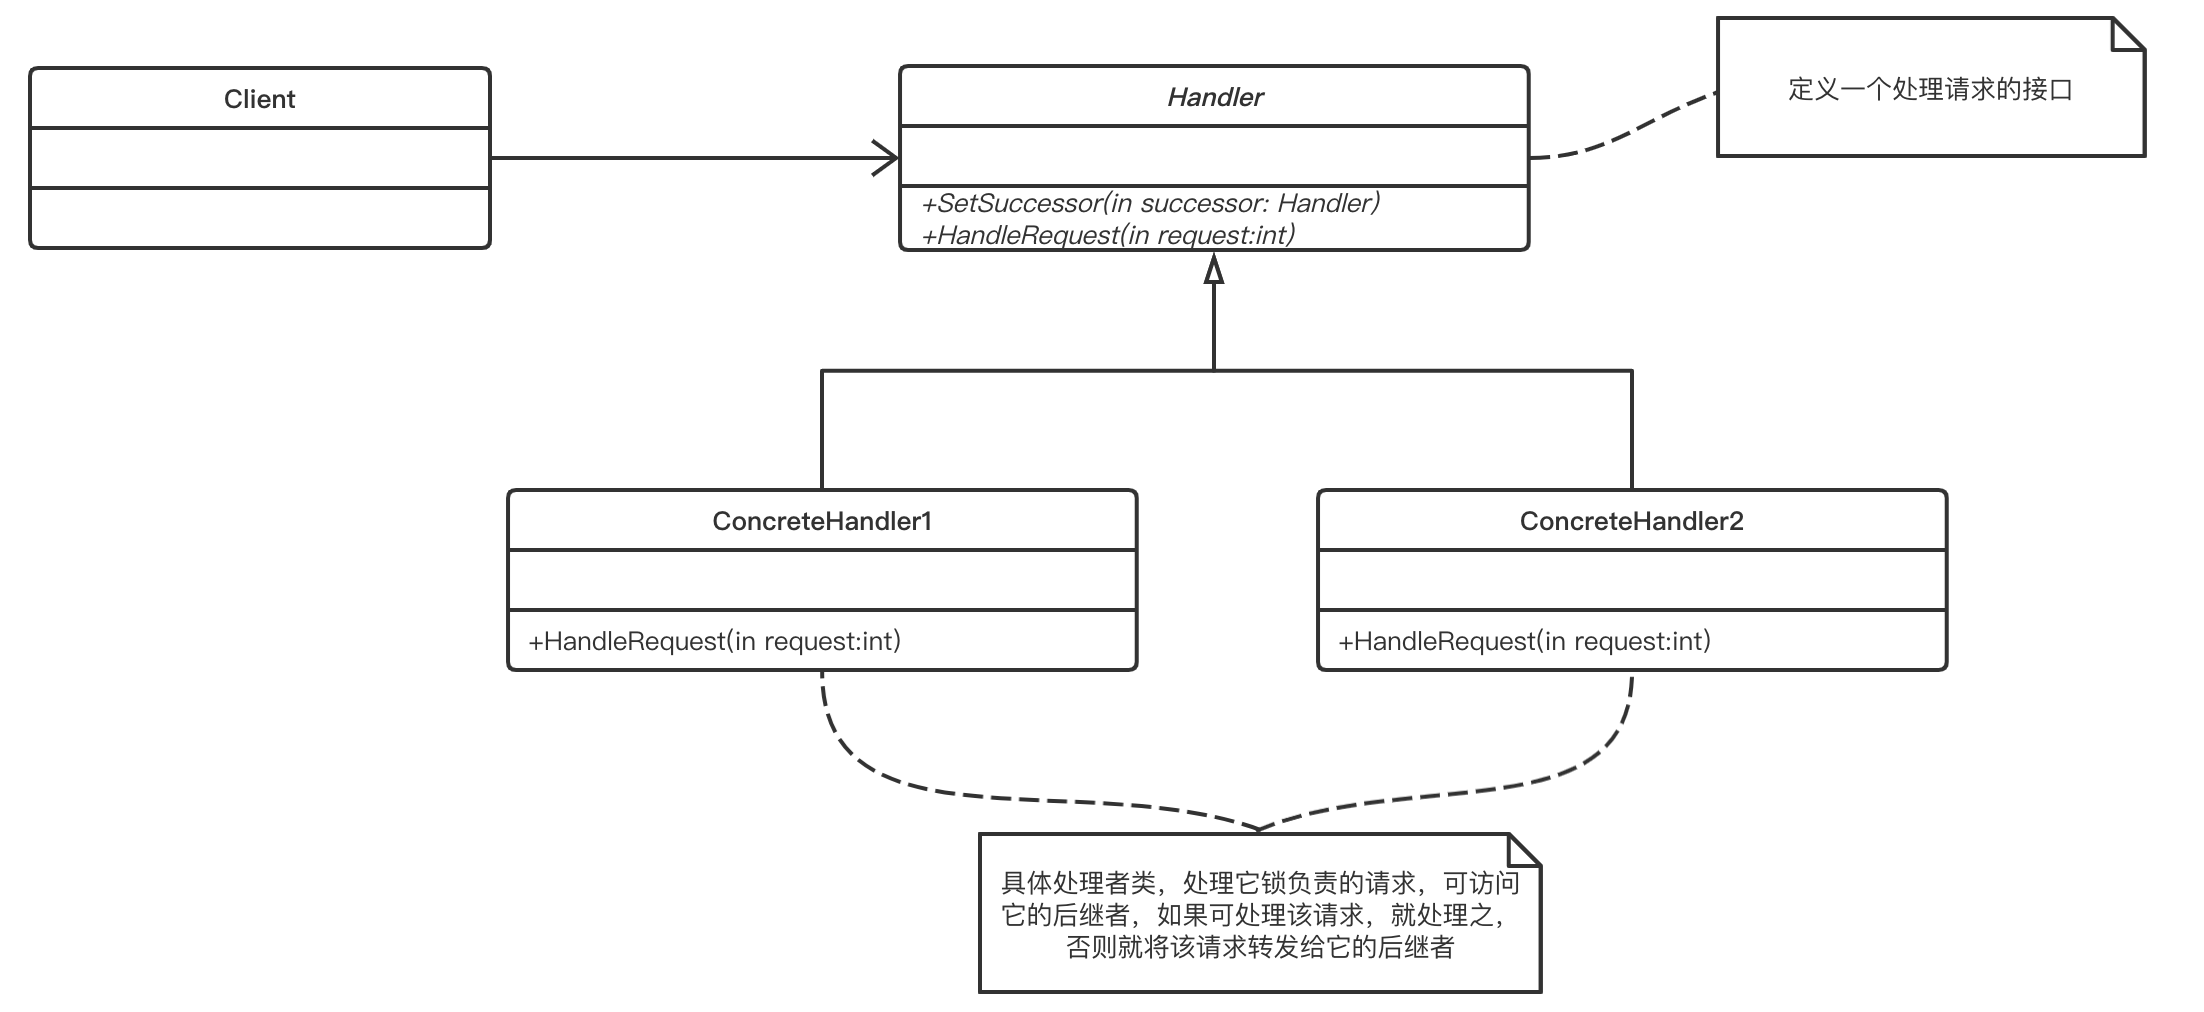 Client
Handler
+SetSuccessor(in successor: Handler)
+HandleRequest(in request:int)
定义一个处理请求的接口
ConcreteHandler1
+HandleRequest(in request:int)
ConcreteHandler2
+HandleRequest(in request:int)
具体处理者类，处理它锁负责的请求，可访问
它的后继者，如果可处理该请求，就处理之，
否则就将该请求转发给它的后继者